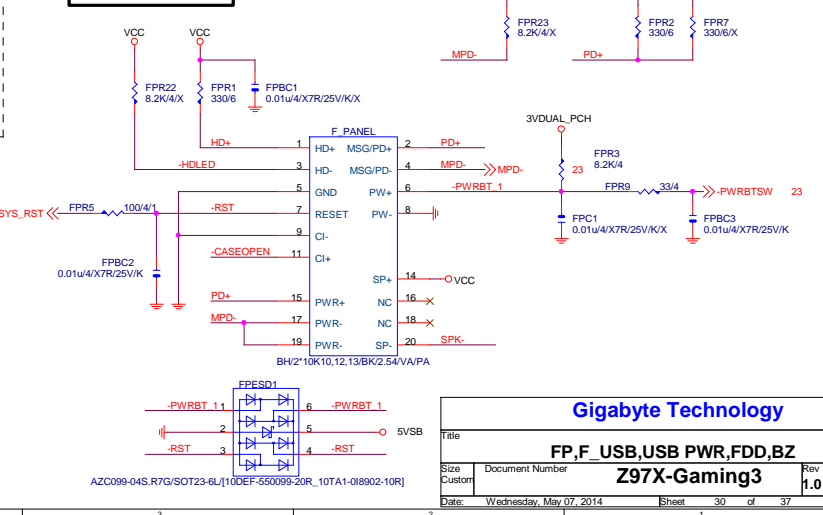 FPR23
8.2K/4/X
FPR2
330/6
FPR7
330/6/X
MPD-
PD+
VCC
VCC
FPR22
8.2K/4/X
FPR1
330/6
FPBC1
0.01u/4/X7R/25V/K/X
3VDUAL_PCH
F_PANEL
HD+
1
HD+
MSG/PD+
2
PD+
-HDLED
3
HD-
MSG/PD-
4
MPD-
MPD-
23
FPR3
8.2K/4
5
GND
PW+
6
-PWRBT_1
FPR9
33/4
-PWRBTSW
23
SYS_RST
FPR5
100/4/1
-RST
7
RESET
PW-
8
9
CI-
FPC1
0.01u/4/X7R/25V/K/X
FPBC3
0.01u/4/X7R/25V/K
-CASEOPEN
11
CI+
FPBC2
0.01u/4/X7R/25V/K
SP+
14
VCC
PD+
15
PWR+
NC
16
MPD-
17
PWR-
NC
18
19
PWR-
SP-
20
SPK-
BH/2*10K10,12,13/BK/2.54/VA/PA
FPESD1
-PWRBT_1
1
6
-PWRBT_1
2
5
5VSB
-RST
3
4
-RST
AZC099-04S.R7G/SOT23-6L/[10DEF-550099-20R_10TA1-0I8902-10R]
Gigabyte Technology
Title
FP,F_USB,USB PWR,FDD,BZ
Size
Custom
Document Number
Z97X-Gaming3
Rev
1.0
Date:
Wednesday, May 07, 2014
Sheet
30
of
37
3
2
1